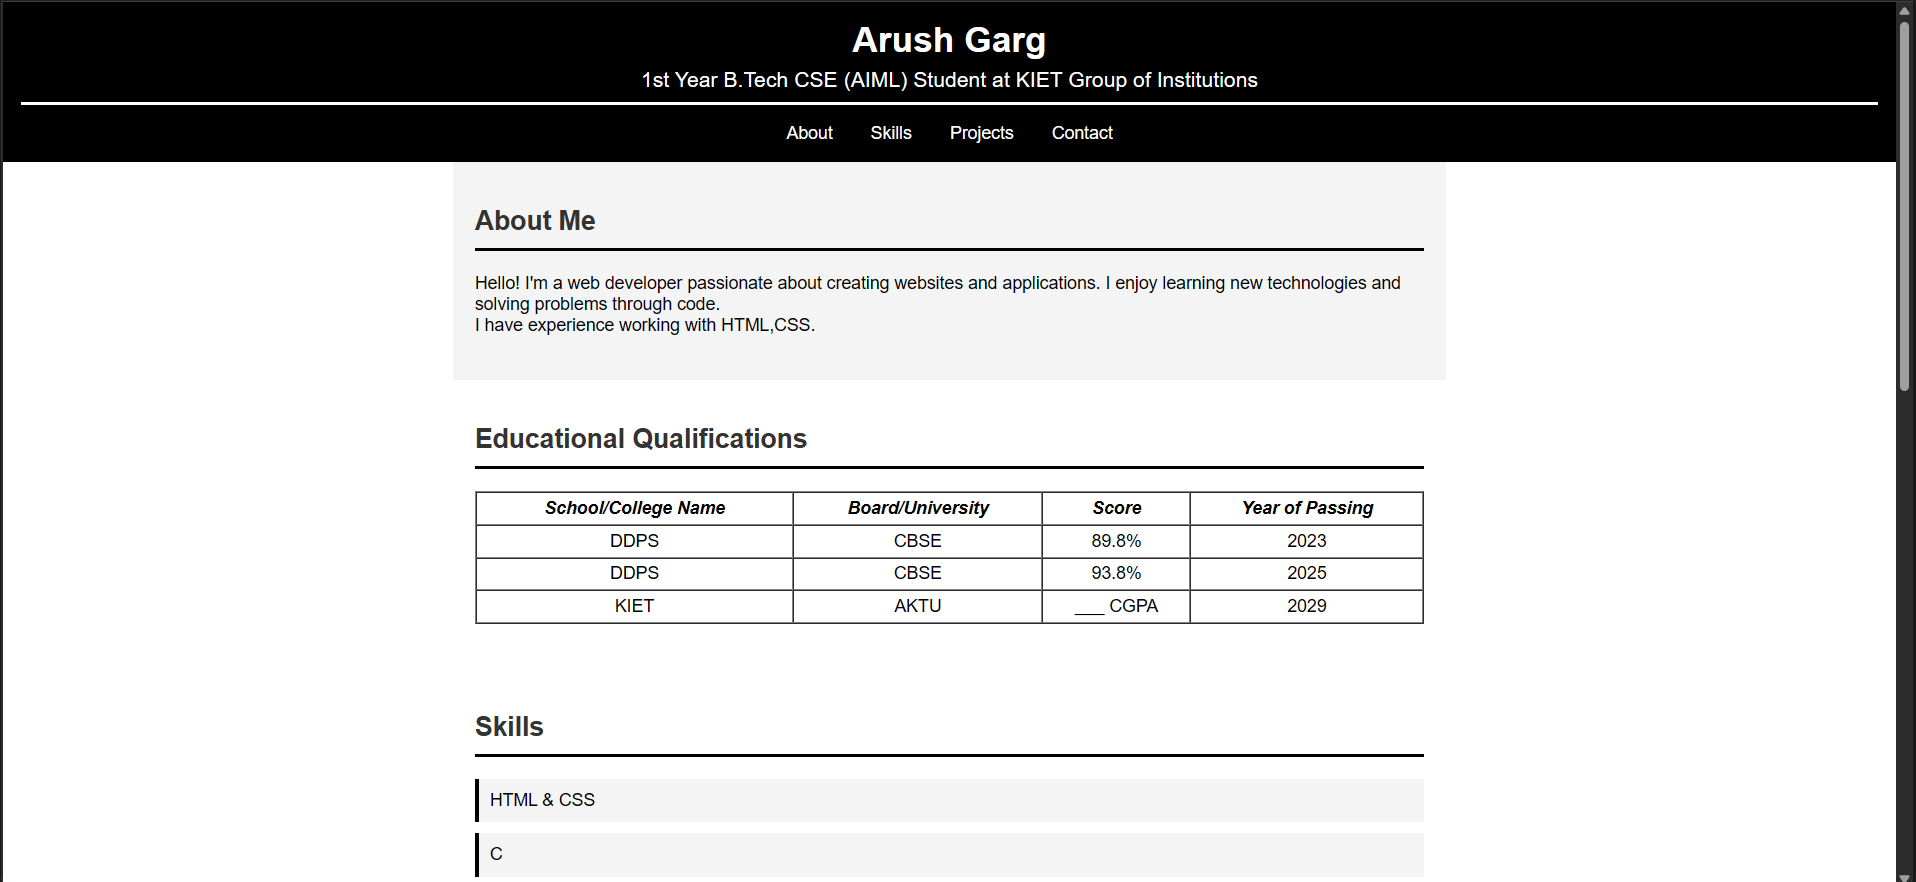 Arush Garg
1st Year B.Tech CSE (AIML) Student at KIET Group of Institutions
About Skills Projects Contact
About Me
Hello! I'm a web developer passionate about creating websites and applications. I enjoy learning new technologies and
solving problems through code.
I have experience working with HTML,CSS.
Educational Qualifications
School/College Name Board/University Score Year of Passing
DDPS CBSE 89.8% 2023
DDPS CBSE 93.8% 2025
KIET AKTU ___ CGPA 2029
Skills
HTML & CSS
C